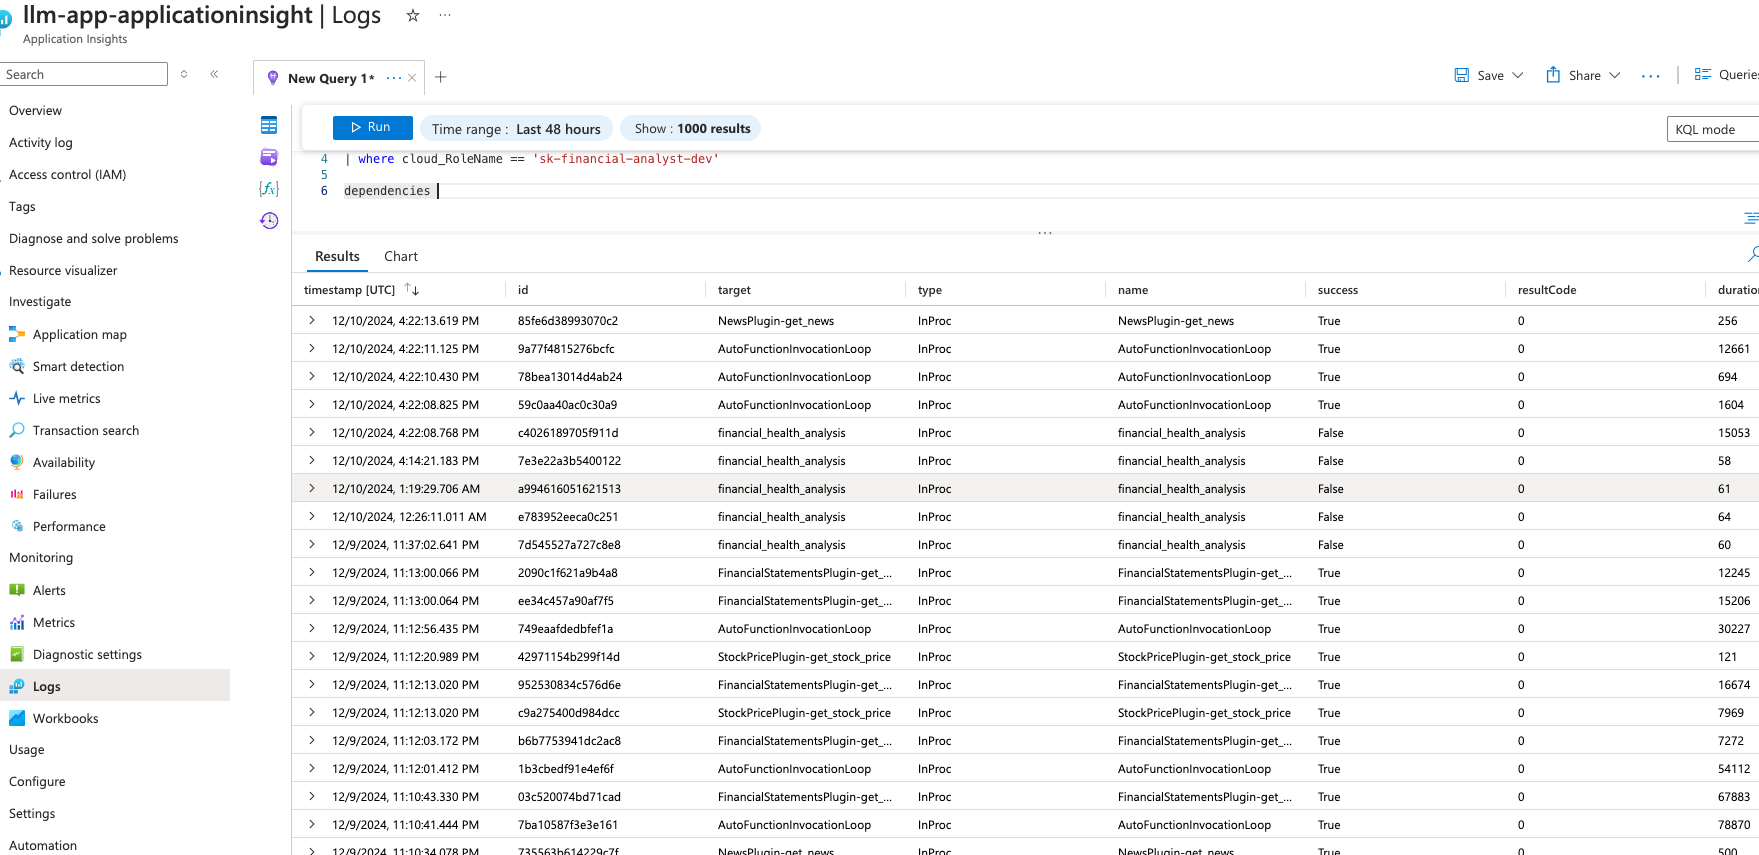 llm-app-applicationinsight | Logs
Application Insights
Search
New Query 1*
Save
Share
Run
Time range : Last 48 hours
Show : 1000 results
KQL mode
4 | where cloud_RoleName == 'sk-financial-analyst-dev'
5
6 dependencies
Overview
Activity log
Access control (IAM)
Tags
Diagnose and solve problems
Resource visualizer
Investigate
Application map
Smart detection
Live metrics
Transaction search
Availability
Failures
Performance
Monitoring
Alerts
Metrics
Diagnostic settings
Logs
Workbooks
Usage
Configure
Settings
Automation
Results Chart
timestamp [UTC] id target type name success resultCode
12/10/2024, 4:22:13.619 PM 85fe6d38993070c2 NewsPlugin-get_news InProc NewsPlugin-get_news True 0 256
12/10/2024, 4:22:11.125 PM 9a77f4815276bcfc AutoFunctionInvocationLoop InProc AutoFunctionInvocationLoop True 0 12661
12/10/2024, 4:22:10.430 PM 78bea13014d4ab24 AutoFunctionInvocationLoop InProc AutoFunctionInvocationLoop True 0 694
12/10/2024, 4:22:08.825 PM 59c0aa40ac0c30a9 AutoFunctionInvocationLoop InProc AutoFunctionInvocationLoop True 0 1604
12/10/2024, 4:22:08.768 PM c4026189705f911d financial_health_analysis InProc financial_health_analysis False 0 15053
12/10/2024, 4:14:21.183 PM 7e3e22a3b5400122 financial_health_analysis InProc financial_health_analysis False 0 58
12/10/2024, 1:19:29.706 AM a994616051621513 financial_health_analysis InProc financial_health_analysis False 0 61
12/10/2024, 12:26:11.011 AM e783952eeca0c251 financial_health_analysis InProc financial_health_analysis False 0 64
12/9/2024, 11:37:02.641 PM 7d545527a727c8e8 financial_health_analysis InProc financial_health_analysis False 0 60
12/9/2024, 11:13:00.066 PM 2090c1f621a9b4a8 FinancialStatementsPlugin-get_... InProc FinancialStatementsPlugin-get_... True 0 12245
12/9/2024, 11:13:00.064 PM ee34c457a90af7f5 FinancialStatementsPlugin-get_... InProc FinancialStatementsPlugin-get_... True 0 15206
12/9/2024, 11:12:56.435 PM 749eaafdedbfef1a AutoFunctionInvocationLoop InProc AutoFunctionInvocationLoop True 0 30227
12/9/2024, 11:12:20.989 PM 42971154b299f14d StockPricePlugin-get_stock_price InProc StockPricePlugin-get_stock_price True 0 121
12/9/2024, 11:12:13.020 PM 952530834c576d6e FinancialStatementsPlugin-get_... InProc FinancialStatementsPlugin-get_... True 0 16674
12/9/2024, 11:12:13.020 PM c9a275400d984dcc StockPricePlugin-get_stock_price InProc StockPricePlugin-get_stock_price True 0 7969
12/9/2024, 11:12:03.172 PM b6b7753941dc2ac8 FinancialStatementsPlugin-get_... InProc FinancialStatementsPlugin-get_... True 0 7272
12/9/2024, 11:12:01.412 PM 1b3cbedf91e4ef6f AutoFunctionInvocationLoop InProc AutoFunctionInvocationLoop True 0 54112
12/9/2024, 11:10:43.330 PM 03c520074bd71cad FinancialStatementsPlugin-get_... InProc FinancialStatementsPlugin-get_... True 0 67883
12/9/2024, 11:10:41.444 PM 7ba10587f3e3e161 AutoFunctionInvocationLoop InProc AutoFunctionInvocationLoop True 0 78870
12/9/2024, 11:10:34.078 PM 735563b614229c7f NewsPlugin-get_news InProc NewsPlugin-get_news True 0 500